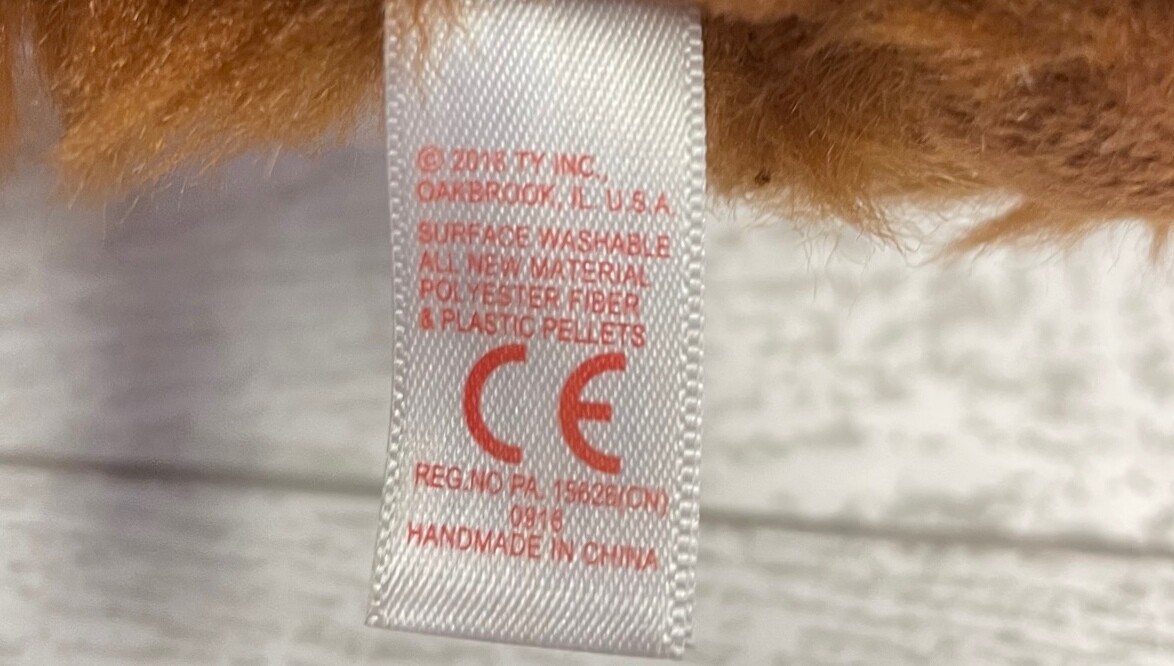 © 2016 TY INC.,
OAKBROOK, IL. U.S.A.
SURFACE WASHABLE
ALL NEW MATERIAL
POLYESTER FIBER
& PLASTIC PELLETS
CE
REG.NO PA. 15626(CN)
0916
HANDMADE IN CHINA